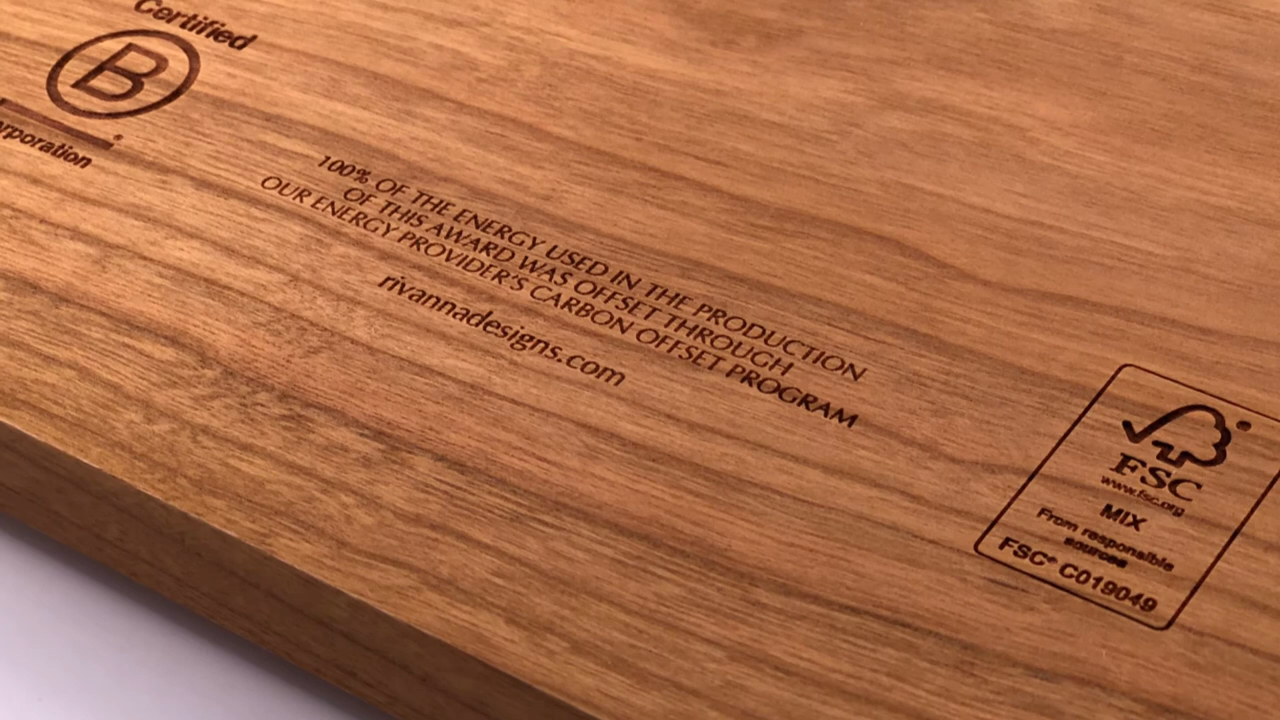 Certified
B
rporation
100% OF THE ENERGY USED IN THE PRODUCTION
OF THIS AWARD WAS OFFSET THROUGH
OUR ENERGY PROVIDER'S CARBON OFFSET PROGRAM
rivannadesigns.com
®
FSC
www.fsc.org
MIX
From responsible
sources
FSC® C019049